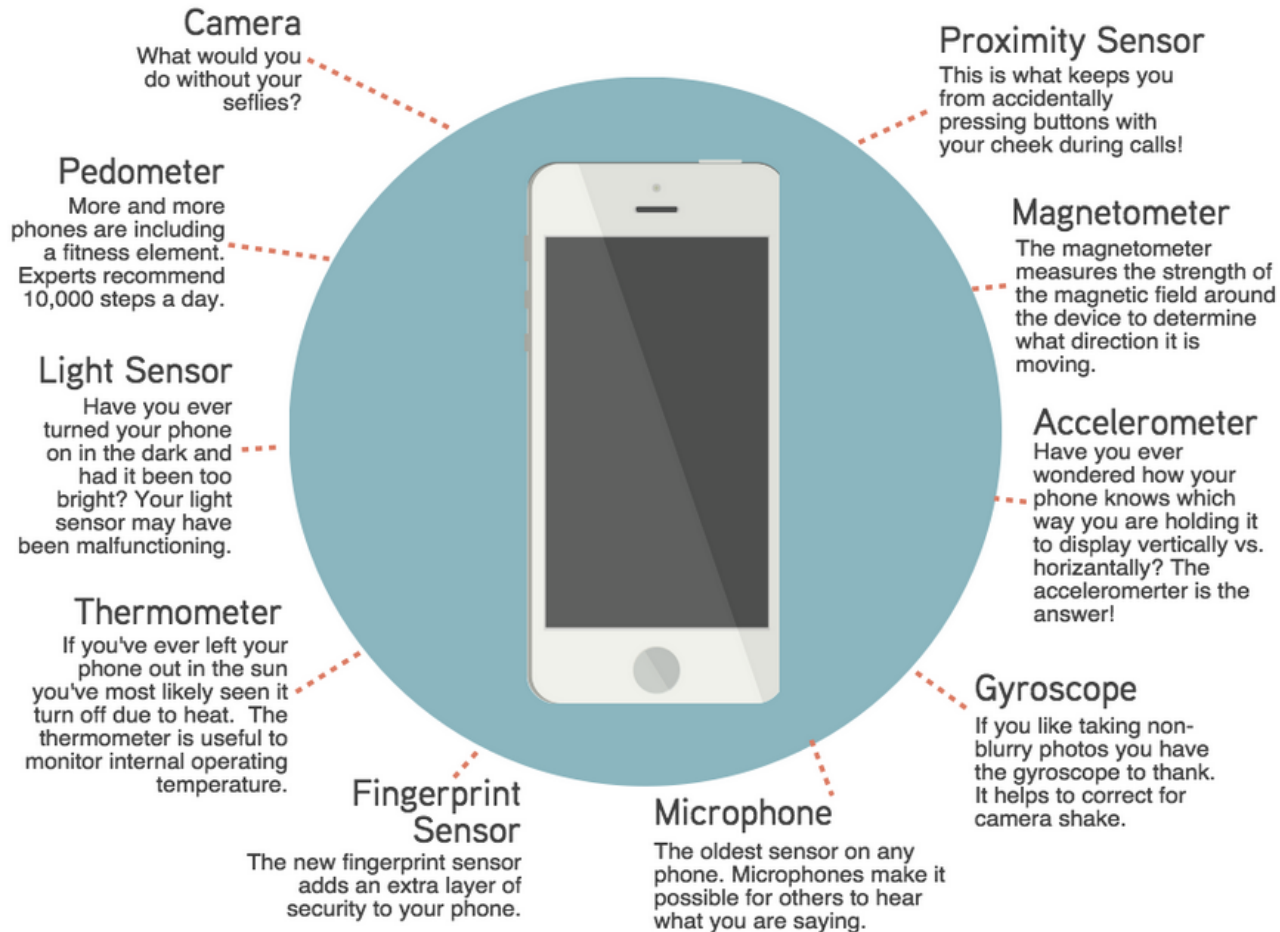 Camera
What would you
do without your
seflies?
Pedometer
More and more
phones are including
a fitness element.
Experts recommend
10,000 steps a day.
Light Sensor
Have you ever
turned your phone
on in the dark and
had it been too
bright? Your light
sensor may have
been malfunctioning.
Thermometer
If you've ever left your
phone out in the sun
you've most likely seen it
turn off due to heat. The
thermometer is useful to
monitor internal operating
temperature.
Fingerprint
Sensor
The new fingerprint sensor
adds an extra layer of
security to your phone.
Proximity Sensor
This is what keeps you
from accidentally
pressing buttons with
your cheek during calls!
Magnetometer
The magnetometer
measures the strength of
the magnetic field around
the device to determine
what direction it is
moving.
Accelerometer
Have you ever
wondered how your
phone knows which
way you are holding it
to display vertically vs.
horizantally? The
acceleromerter is the
answer!
Gyroscope
If you like taking non-
blurry photos you have
the gyroscope to thank.
It helps to correct for
camera shake.
Microphone
The oldest sensor on any
phone. Microphones make it
possible for others to hear
what you are saying.